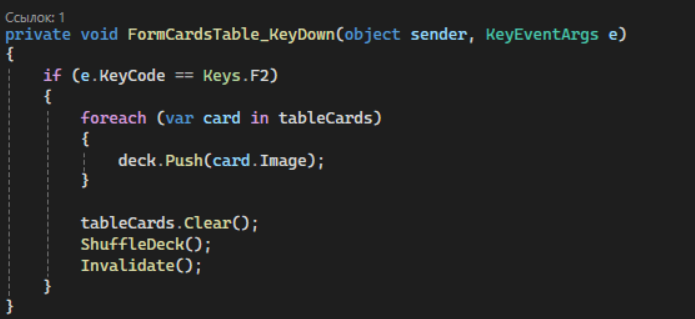 Ссылок: 1
private void FormCardsTable_KeyDown(object sender, KeyEventArgs e)
{
if (e.KeyCode == Keys.F2)
{
foreach (var card in tableCards)
{
deck.Push(card.Image);
}
tableCards.Clear();
ShuffleDeck();
Invalidate();
}
}